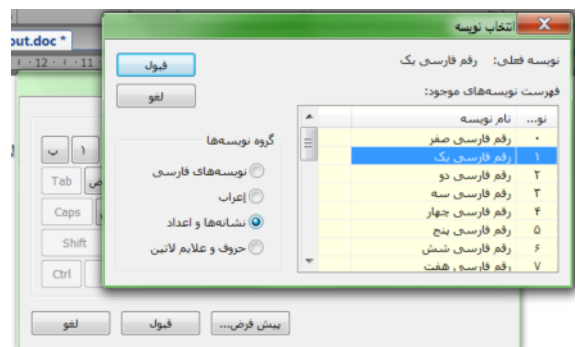 انتخاب نویسه
out.doc *
12 11
نویسه فعلی: رقم فارسی یک
فهرست نویسه‌های موجود:
قبول
لغو
نو... نام نویسه
۰ رقم فارسی صفر
۱ رقم فارسی یک
۲ رقم فارسی دو
۳ رقم فارسی سه
۴ رقم فارسی چهار
۵ رقم فارسی پنج
۶ رقم فارسی شش
۷ رقم فارسی هفت
گروه نویسه‌ها
نویسه‌های فارسی
إعراب
نشانه‌ها و اعداد
حروف و علایم لاتین
پ ۱
Tab ض
Caps
Shift
Ctrl
پیش فرض... قبول لغو